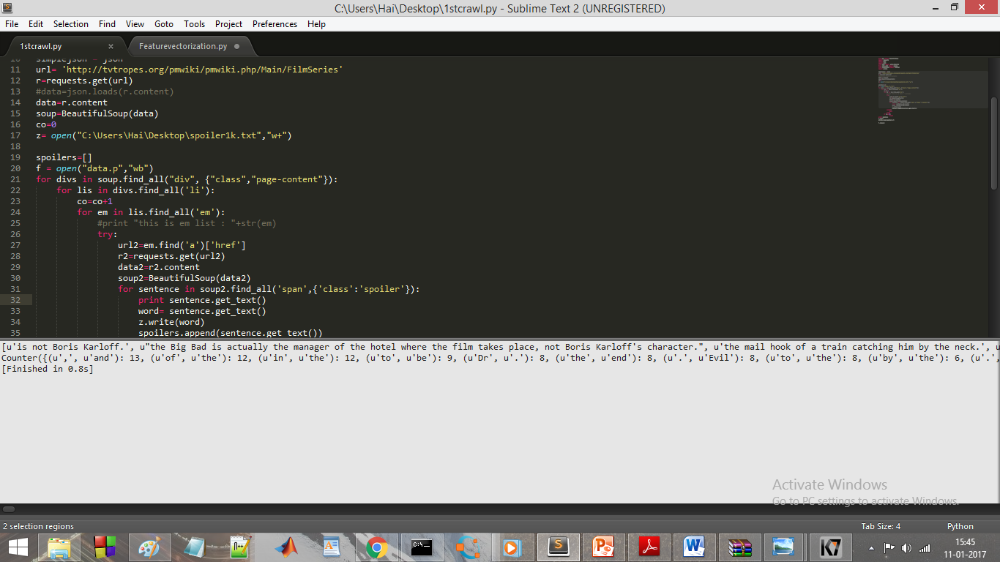 C:\Users\Hai\Desktop\1stcrawl.py - Sublime Text 2 (UNREGISTERED)
File Edit Selection Find View Goto Tools Project Preferences Help
1stcrawl.py Featurevectorization.py
10 simplejson = json
11 url= 'http://tvtropes.org/pmwiki/pmwiki.php/Main/FilmSeries'
12 r=requests.get(url)
13 #data=json.loads(r.content)
14 data=r.content
15 soup=BeautifulSoup(data)
16 co=0
17 z= open("C:\Users\Hai\Desktop\spoiler1k.txt","w+")
18
19 spoilers=[]
20 f = open("data.p","wb")
21 for divs in soup.find_all("div", {"class","page-content"}):
22 for lis in divs.find_all('li'):
23 co=co+1
24 for em in lis.find_all('em'):
25 #print "this is em list : "+str(em)
26 try:
27 url2=em.find('a')['href']
28 r2=requests.get(url2)
29 data2=r2.content
30 soup2=BeautifulSoup(data2)
31 for sentence in soup2.find_all('span',{'class':'spoiler'}):
32 print sentence.get_text()
33 word= sentence.get_text()
34 z.write(word)
35 spoilers.append(sentence.get_text())
[u'is not Boris Karloff.', u"the Big Bad is actually the manager of the hotel where the film takes place, not Boris Karloff's character.", u'the mail hook of a train catching him by the neck.', u
Counter({(u',', u'and'): 13, (u'of', u'the'): 12, (u'in', u'the'): 12, (u'to', u'be'): 9, (u'Dr', u'.'): 8, (u'the', u'end'): 8, (u'.', u'Evil'): 8, (u'to', u'the'): 8, (u'by', u'the'): 6, (u'.',
[Finished in 0.8s]
Activate Windows
Go to PC settings to activate Windows.
2 selection regions Tab Size: 4 Python
15:45
11-01-2017